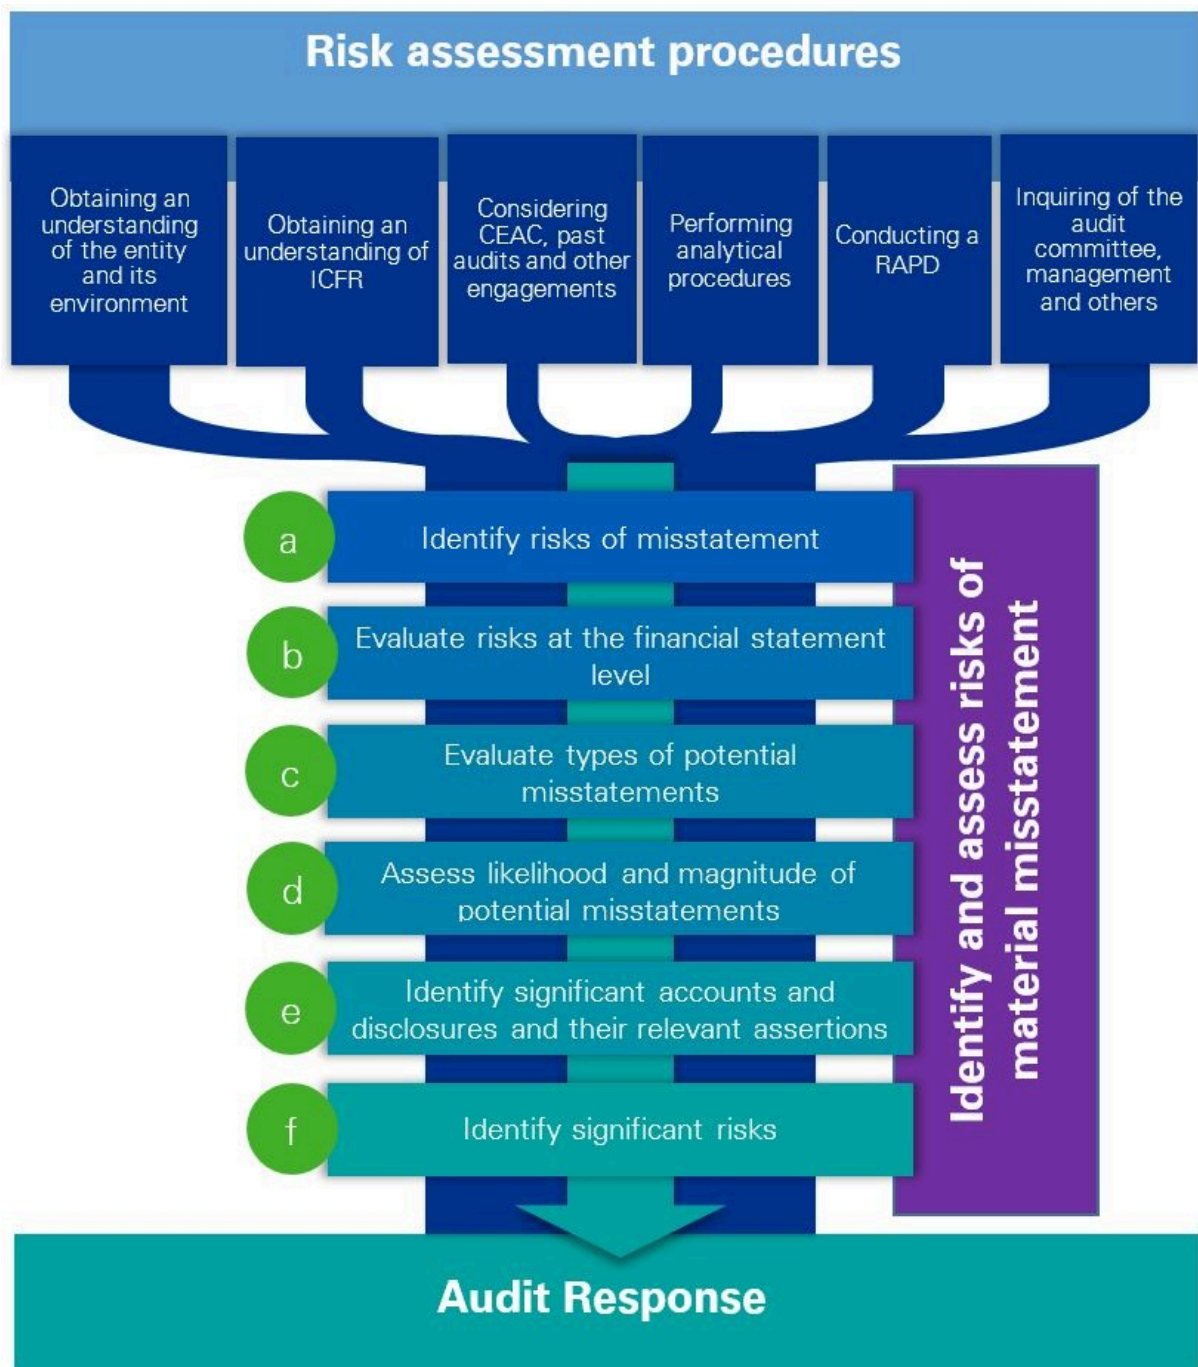 Risk assessment procedures
Obtaining an
understanding
of the entity
and its
environment
Obtaining an
understanding of
ICFR
Considering
CEAC, past
audits and other
engagements
Performing
analytical
procedures
Conducting a
RAPD
Inquiring of the
audit
committee,
management
and others
a
Identify risks of misstatement
b
Evaluate risks at the financial statement
level
c
Evaluate types of potential
misstatements
d
Assess likelihood and magnitude of
potential misstatements
e
Identify significant accounts and
disclosures and their relevant assertions
f
Identify significant risks
Identify and assess risks of
material misstatement
Audit Response